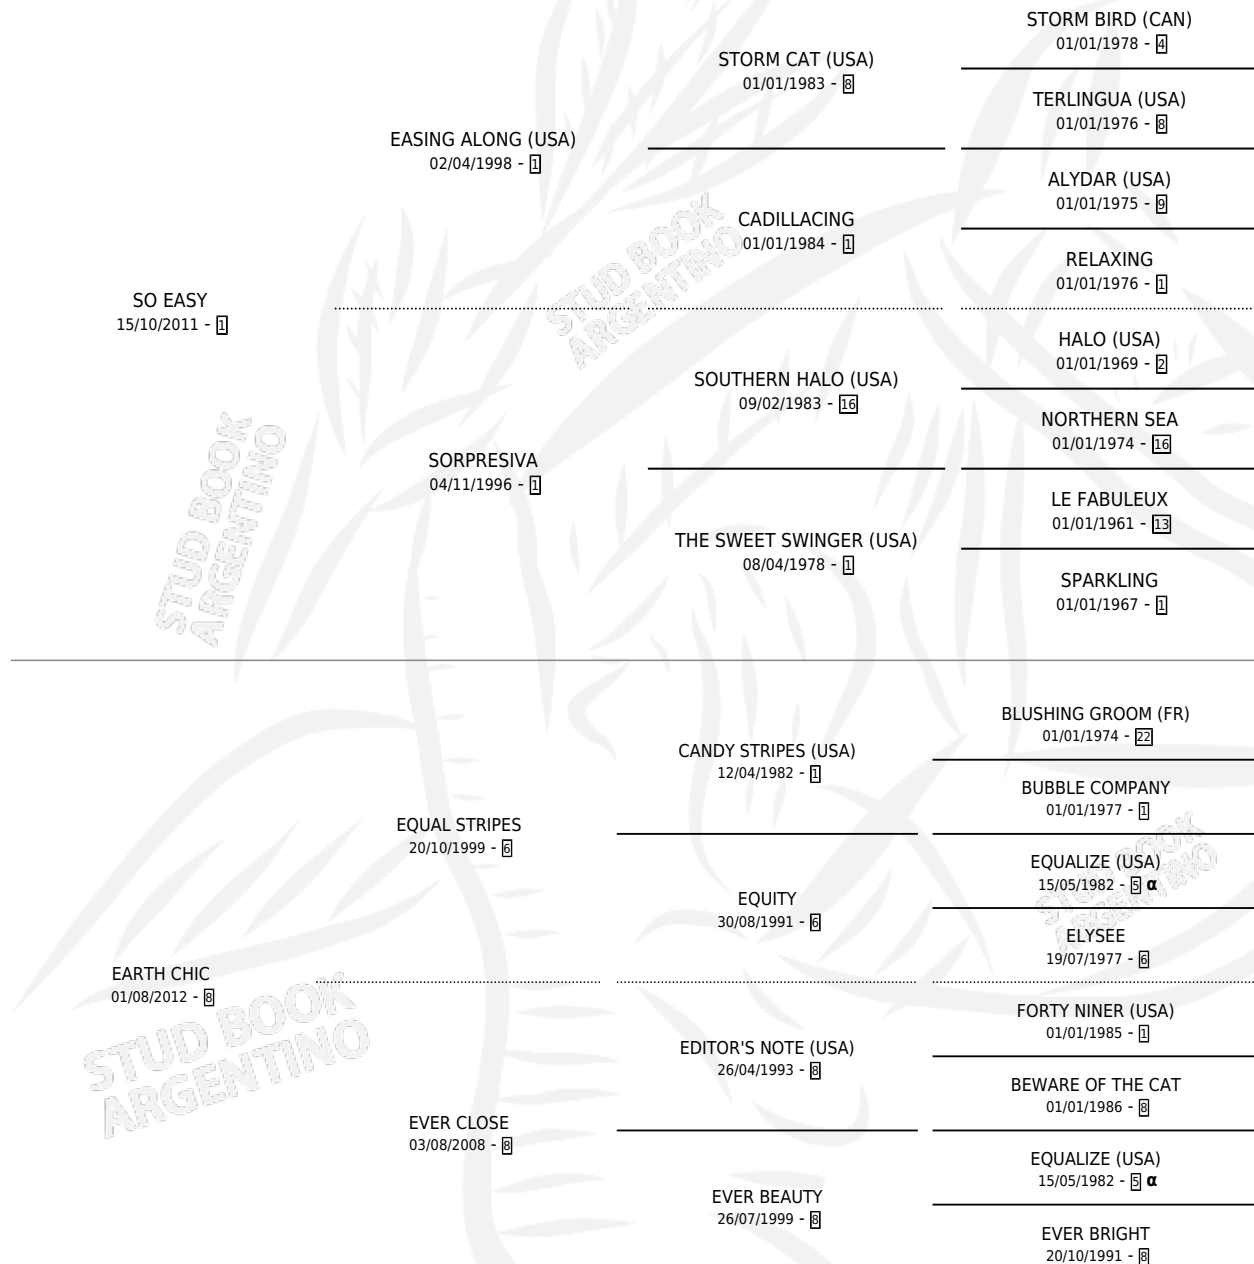 STORM BIRD (CAN)
01/01/1978 - 4
STORM CAT (USA)
01/01/1983 - 8
TERLINGUA (USA)
01/01/1976 - 8
EASING ALONG (USA)
02/04/1998 - 1
ALYDAR (USA)
01/01/1975 - 9
CADILLACING
01/01/1984 - 1
RELAXING
01/01/1976 - 1
SO EASY
15/10/2011 - 1
HALO (USA)
01/01/1969 - 2
SOUTHERN HALO (USA)
09/02/1983 - 16
NORTHERN SEA
01/01/1974 - 16
SORPRESIVA
04/11/1996 - 1
LE FABULEUX
01/01/1961 - 13
THE SWEET SWINGER (USA)
08/04/1978 - 1
SPARKLING
01/01/1967 - 1
BLUSHING GROOM (FR)
01/01/1974 - 22
CANDY STRIPES (USA)
12/04/1982 - 1
BUBBLE COMPANY
01/01/1977 - 1
EQUAL STRIPES
20/10/1999 - 6
EQUALIZE (USA)
15/05/1982 - 5 α
EQUITY
30/08/1991 - 6
ELYSEE
19/07/1977 - 6
EARTH CHIC
01/08/2012 - 8
FORTY NINER (USA)
01/01/1985 - 1
EDITOR'S NOTE (USA)
26/04/1993 - 8
BEWARE OF THE CAT
01/01/1986 - 8
EVER CLOSE
03/08/2008 - 8
EQUALIZE (USA)
15/05/1982 - 5 α
EVER BEAUTY
26/07/1999 - 8
EVER BRIGHT
20/10/1991 - 8
STUD BOOK
ARGENTINO
STUD BOOK
ARGENTINO
STUD BOOK
ARGENTINO
STUD BOOK
ARGENTINO